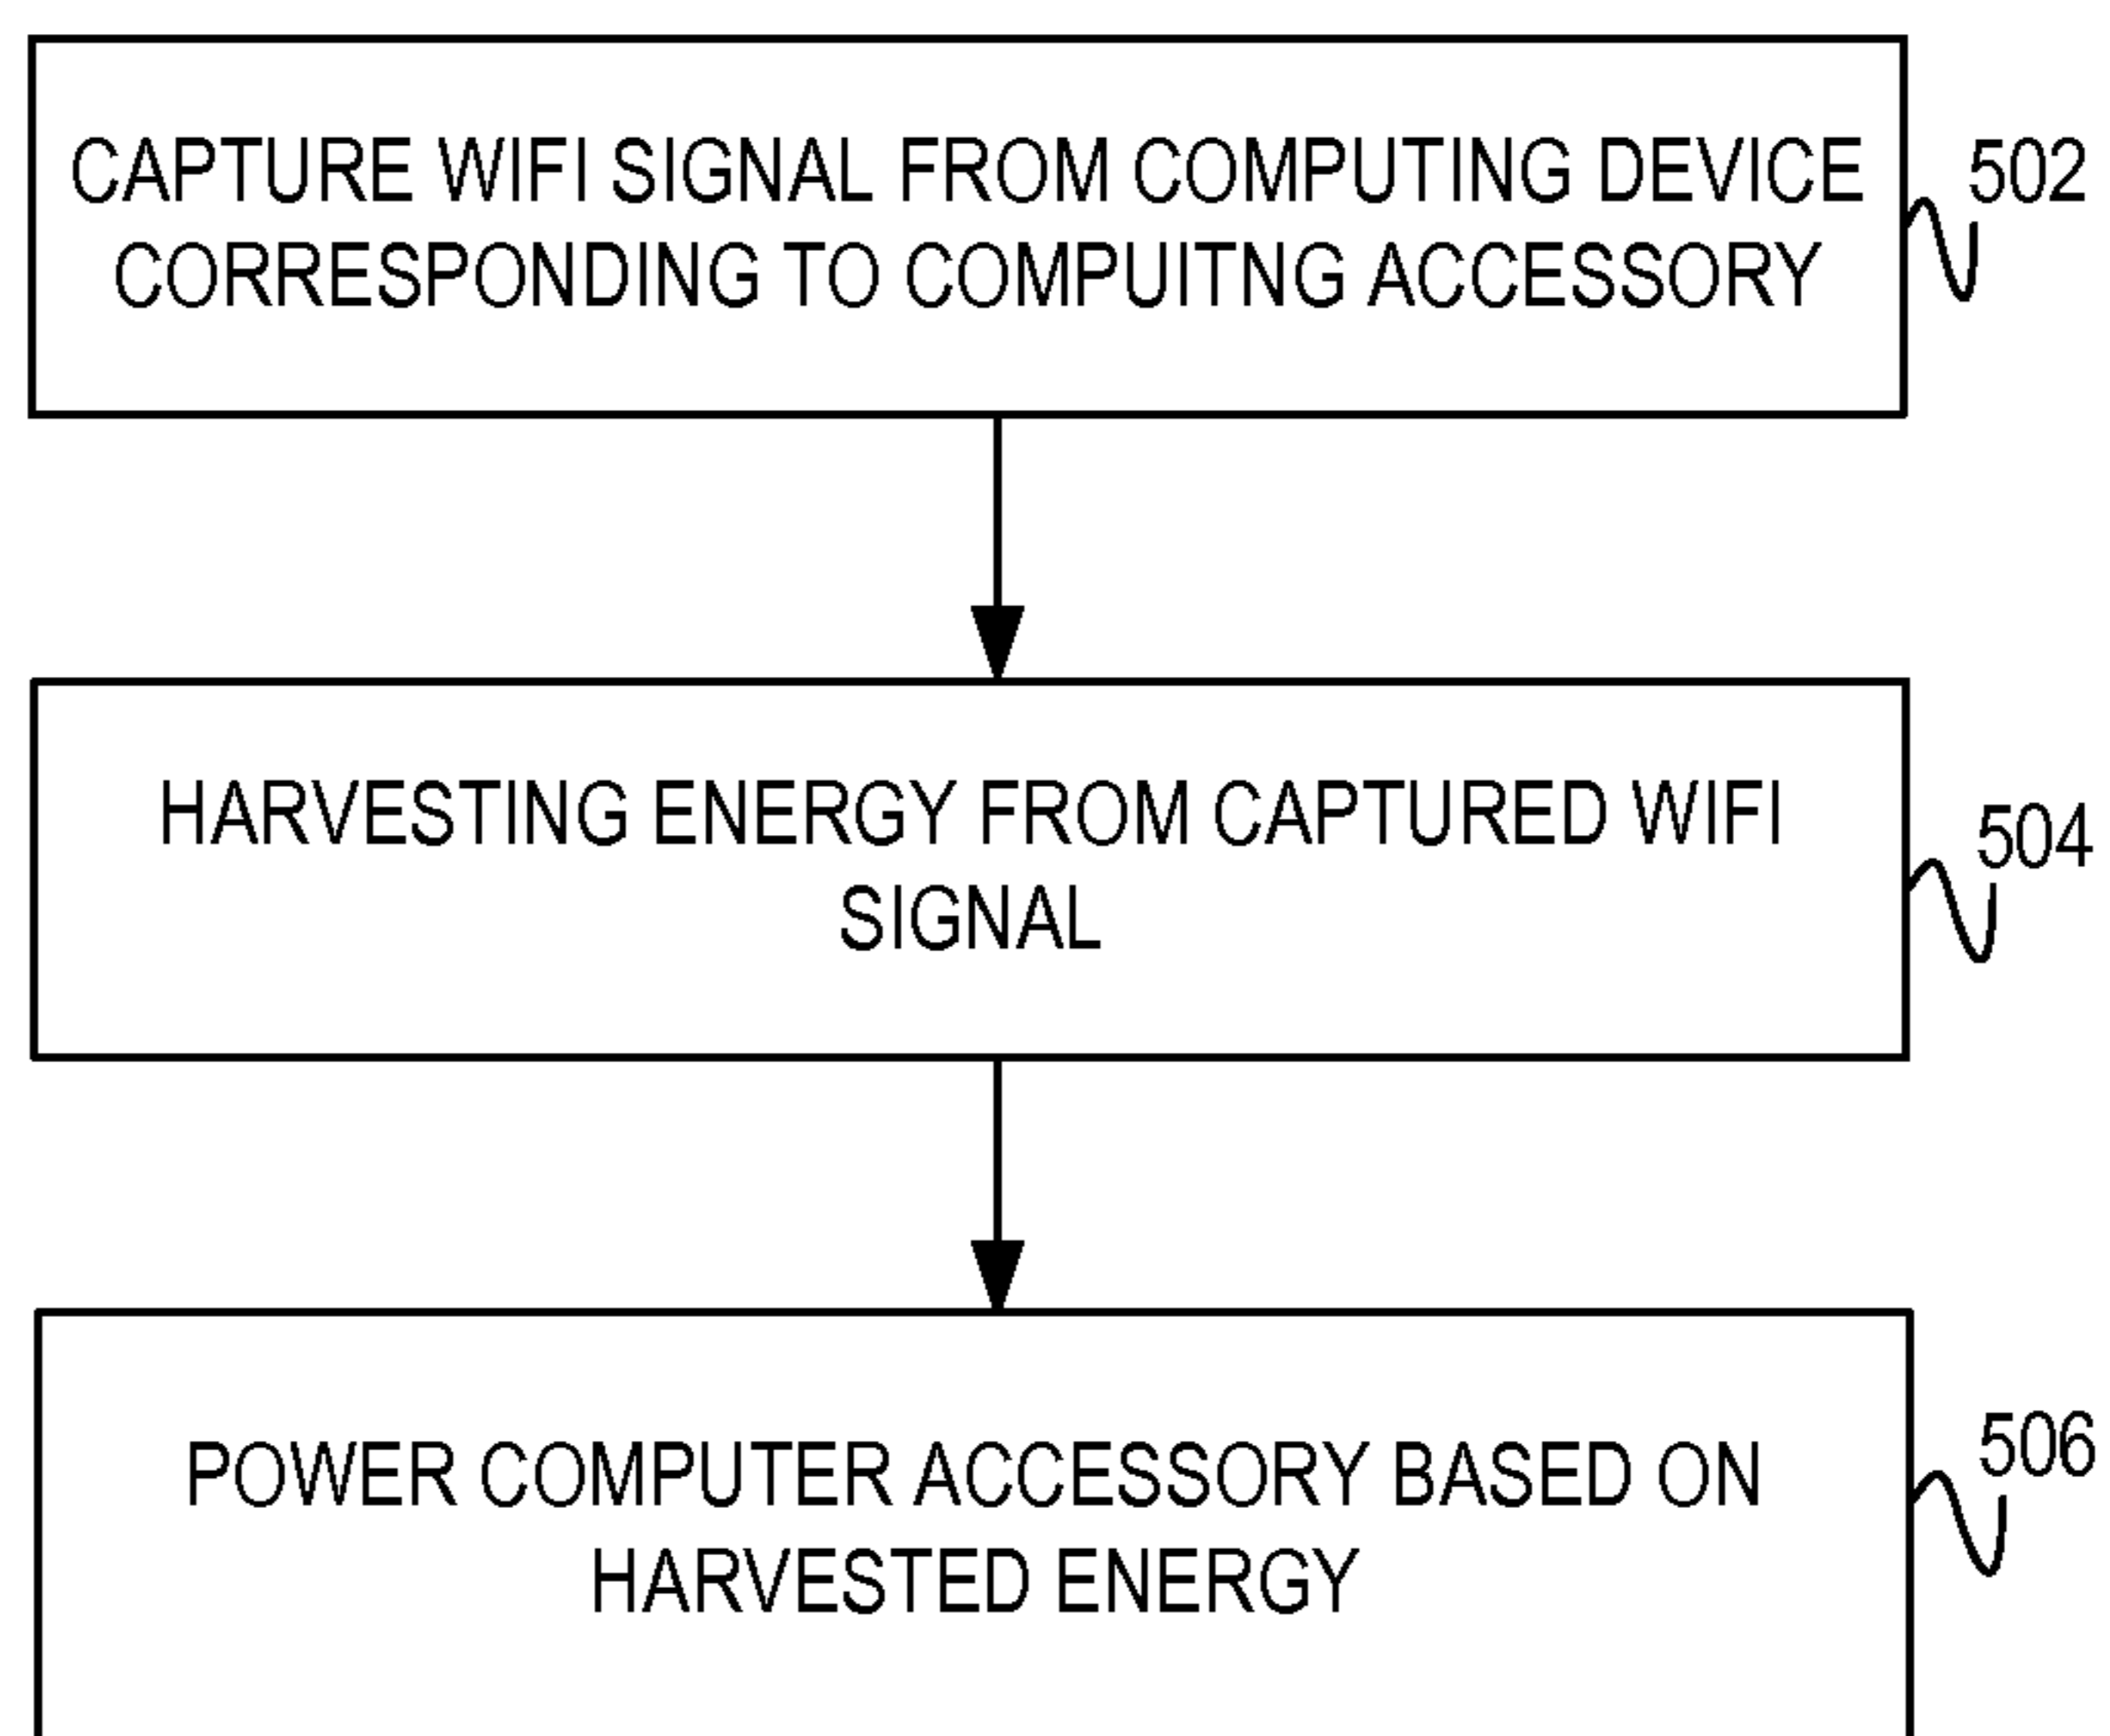 CAPTURE WIFI SIGNAL FROM COMPUTING DEVICE
CORRESPONDING TO COMPUITNG ACCESSORY
502
HARVESTING ENERGY FROM CAPTURED WIFI
SIGNAL
504
POWER COMPUTER ACCESSORY BASED ON
HARVESTED ENERGY
506